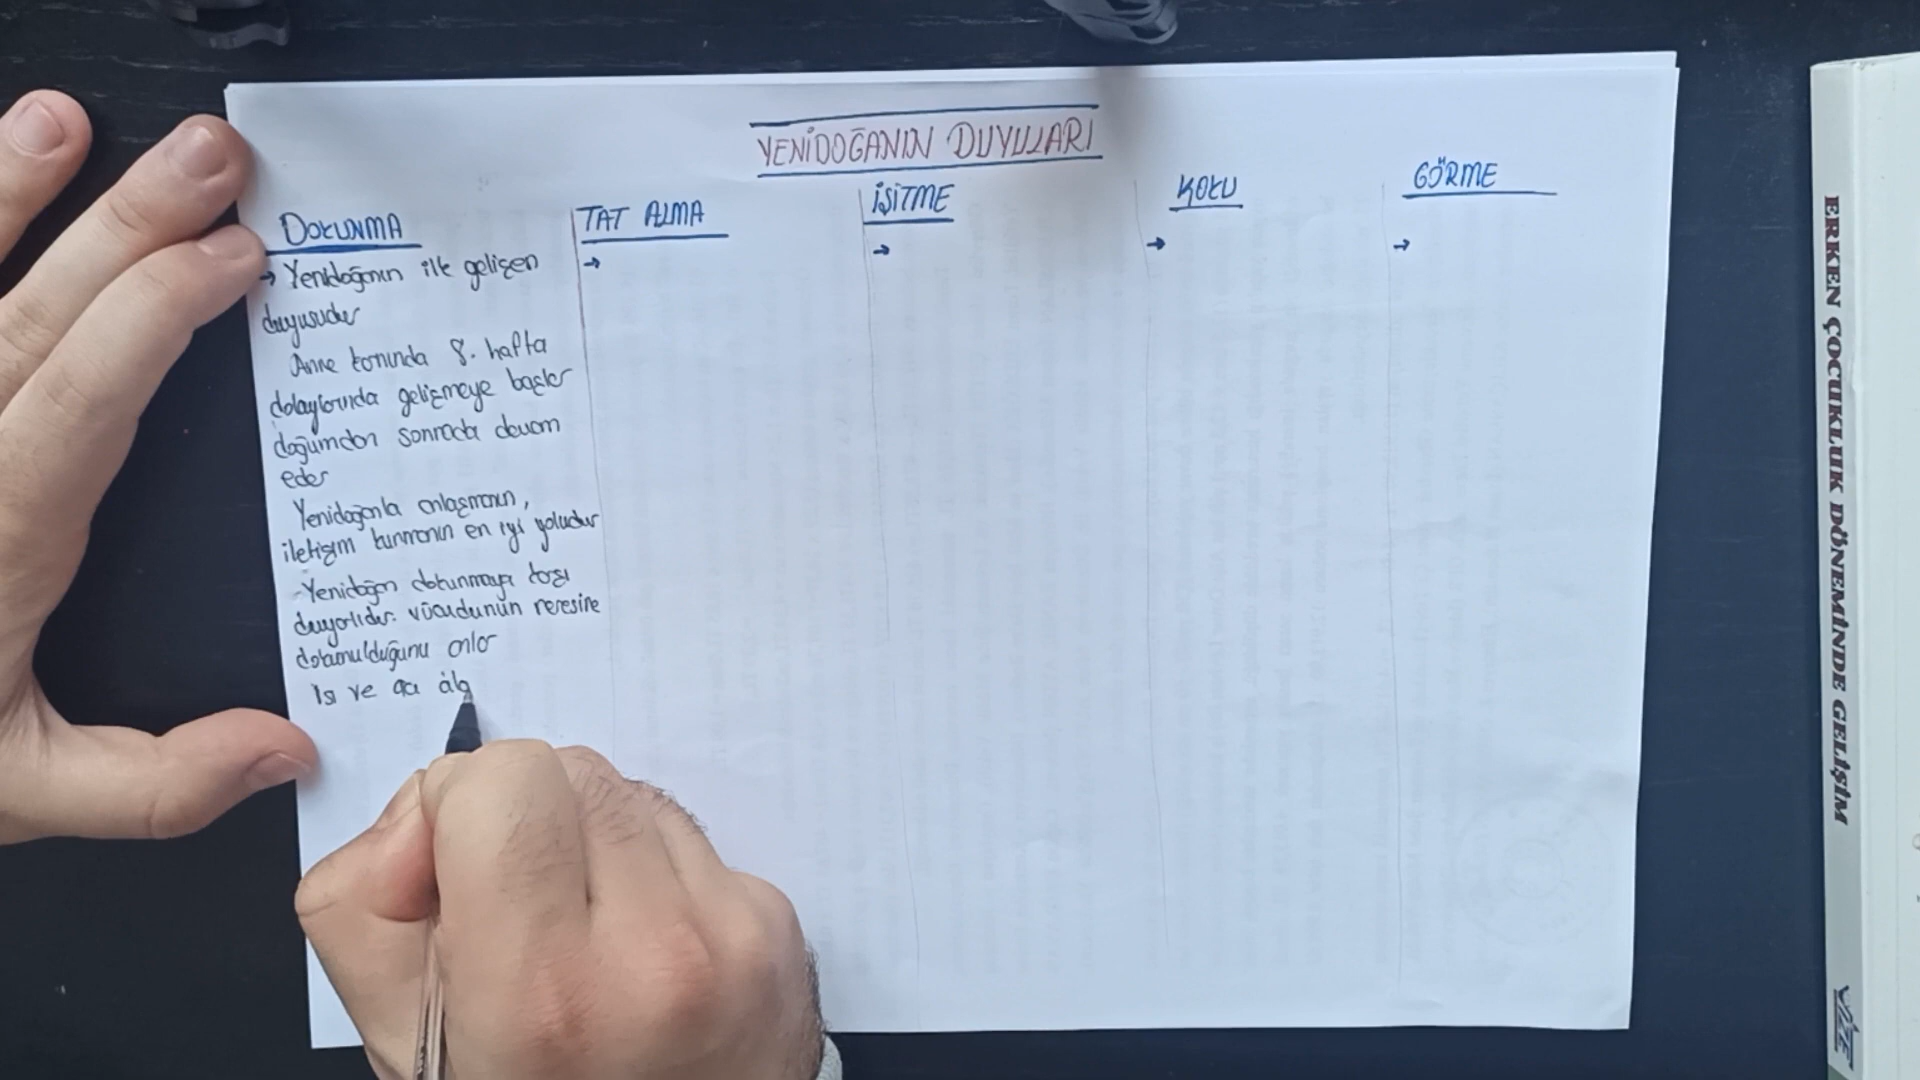 YENİDOĞANIN DUYULARI
DOKUNMA
→ Yenidoğanın ilk gelişen
duyusudur
Anne karnında 8. hafta
dolaylarında gelişmeye başlar
doğumdan sonrada devam
eder
Yenidoğanla anlaşmanın,
iletişim kurmanın en iyi yoludur
-Yenidoğan dokunmaya karşı
duyarlıdır. vücudunun neresine
dokunulduğunu anlar
Isı ve acı alg
TAT ALMA
→
İŞİTME
→
KOKU
→
GÖRME
→
ERKEN ÇOCUKLUK DÖNEMİNDE GELİŞİM
VİZE